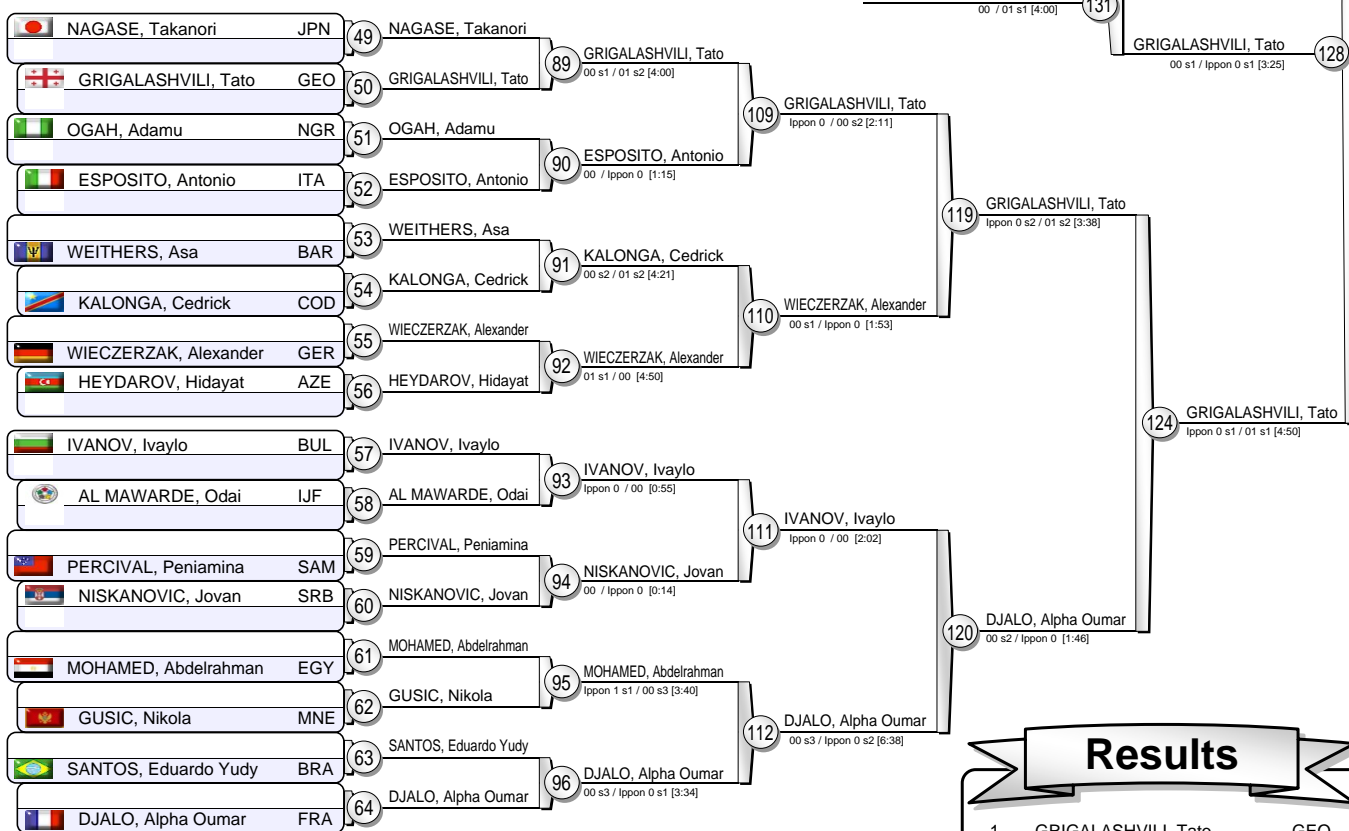 00 / 01 s1 [4:00]
131
NAGASE, Takanori JPN 49 NAGASE, Takanori
GRIGALASHVILI, Tato
128
00 s1 / Ippon 0 s1 [3:25]
89 GRIGALASHVILI, Tato
00 s1 / 01 s2 [4:00]
GRIGALASHVILI, Tato GEO 50 GRIGALASHVILI, Tato
109 GRIGALASHVILI, Tato
Ippon 0 / 00 s2 [2:11]
OGAH, Adamu NGR 51 OGAH, Adamu
90 ESPOSITO, Antonio
00 / Ippon 0 [1:15]
ESPOSITO, Antonio ITA 52 ESPOSITO, Antonio
119 GRIGALASHVILI, Tato
Ippon 0 s2 / 01 s2 [3:38]
WEITHERS, Asa BAR 53 WEITHERS, Asa
91 KALONGA, Cedrick
00 s2 / 01 s2 [4:21]
KALONGA, Cedrick COD 54 KALONGA, Cedrick
110 WIECZERZAK, Alexander
00 s1 / Ippon 0 [1:53]
WIECZERZAK, Alexander GER 55 WIECZERZAK, Alexander
92 WIECZERZAK, Alexander
01 s1 / 00 [4:50]
HEYDAROV, Hidayat AZE 56 HEYDAROV, Hidayat
124 GRIGALASHVILI, Tato
Ippon 0 s1 / 01 s1 [4:50]
IVANOV, Ivaylo BUL 57 IVANOV, Ivaylo
93 IVANOV, Ivaylo
Ippon 0 / 00 [0:55]
AL MAWARDE, Odai IJF 58 AL MAWARDE, Odai
111 IVANOV, Ivaylo
Ippon 0 / 00 [2:02]
PERCIVAL, Peniamina SAM 59 PERCIVAL, Peniamina
94 NISKANOVIC, Jovan
00 / Ippon 0 [0:14]
NISKANOVIC, Jovan SRB 60 NISKANOVIC, Jovan
120 DJALO, Alpha Oumar
00 s2 / Ippon 0 [1:46]
MOHAMED, Abdelrahman EGY 61 MOHAMED, Abdelrahman
95 MOHAMED, Abdelrahman
Ippon 1 s1 / 00 s3 [3:40]
GUSIC, Nikola MNE 62 GUSIC, Nikola
112 DJALO, Alpha Oumar
00 s3 / Ippon 0 s2 [6:38]
SANTOS, Eduardo Yudy BRA 63 SANTOS, Eduardo Yudy
96 DJALO, Alpha Oumar
00 s3 / Ippon 0 s1 [3:34]
DJALO, Alpha Oumar FRA 64 DJALO, Alpha Oumar
Results
1 GRIGALASHVILI, Tato GEO